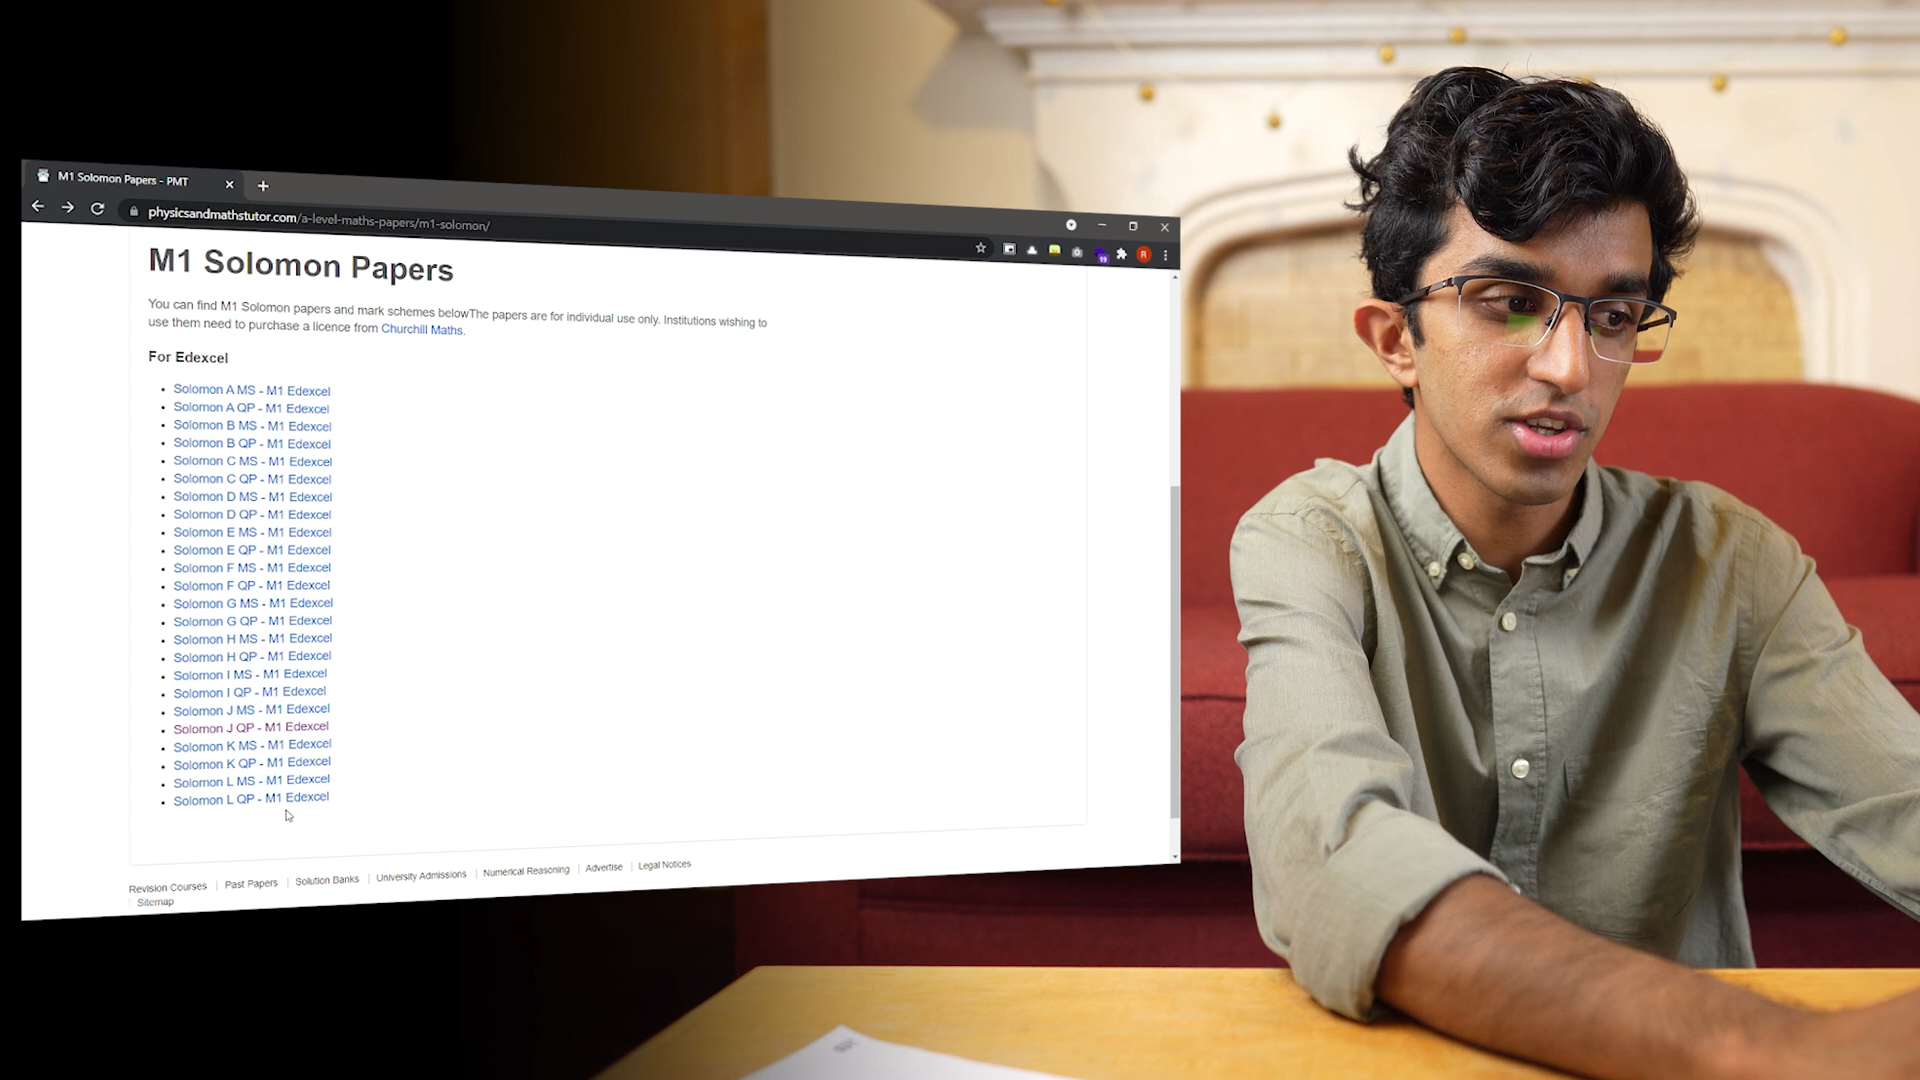 M1 Solomon Papers - PMT
physicsandmathstutor.com/a-level-maths-papers/m1-solomon/
19
R
M1 Solomon Papers
You can find M1 Solomon papers and mark schemes belowThe papers are for individual use only. Institutions wishing to
use them need to purchase a licence from Churchill Maths.
For Edexcel
Solomon A MS - M1 Edexcel
Solomon A QP - M1 Edexcel
Solomon B MS - M1 Edexcel
Solomon B QP - M1 Edexcel
Solomon C MS - M1 Edexcel
Solomon C QP - M1 Edexcel
Solomon D MS - M1 Edexcel
Solomon D QP - M1 Edexcel
Solomon E MS - M1 Edexcel
Solomon E QP - M1 Edexcel
Solomon F MS - M1 Edexcel
Solomon F QP - M1 Edexcel
Solomon G MS - M1 Edexcel
Solomon G QP - M1 Edexcel
Solomon H MS - M1 Edexcel
Solomon H QP - M1 Edexcel
Solomon I MS - M1 Edexcel
Solomon I QP - M1 Edexcel
Solomon J MS - M1 Edexcel
Solomon J QP - M1 Edexcel
Solomon K MS - M1 Edexcel
Solomon K QP - M1 Edexcel
Solomon L MS - M1 Edexcel
Solomon L QP - M1 Edexcel
Revision Courses | Past Papers | Solution Banks | University Admissions | Numerical Reasoning | Advertise | Legal Notices
| Sitemap